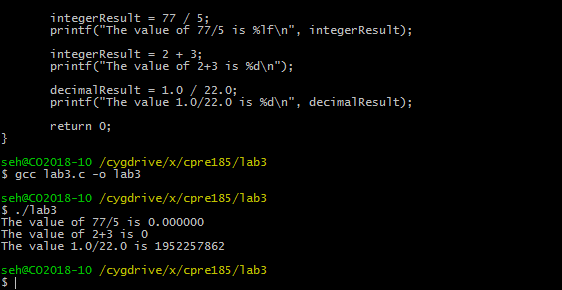 integerResult = 77 / 5;
printf("The value of 77/5 is %lf\n", integerResult);
integerResult = 2 + 3;
printf("The value of 2+3 is %d\n");
decimalResult = 1.0 / 22.0;
printf("The value 1.0/22.0 is %d\n", decimalResult);
return 0;
}
seh@CO2018-10 /cygdrive/x/cpre185/lab3
$ gcc lab3.c -o lab3
seh@CO2018-10 /cygdrive/x/cpre185/lab3
$ ./lab3
The value of 77/5 is 0.000000
The value of 2+3 is 0
The value 1.0/22.0 is 1952257862
seh@CO2018-10 /cygdrive/x/cpre185/lab3
$